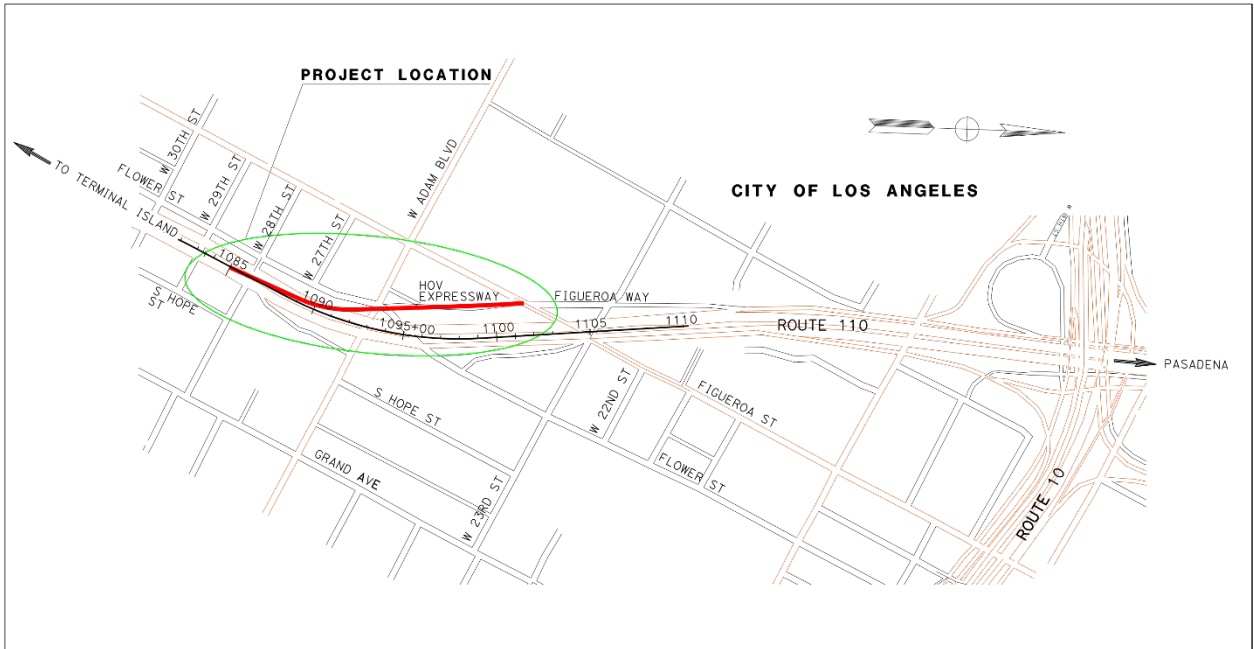 PROJECT LOCATION
W 30TH ST
W 29TH ST
FLOWER ST
W 28TH ST
W 27TH ST
W ADAM BLVD
TO TERMINAL ISLAND
CITY OF LOS ANGELES
S HOPE
ST
1085
1090
1095+00
1100
1105
1110
HOV
EXPRESSWAY
FIGUEROA WAY
ROUTE 110
PASADENA
S HOPE ST
GRAND AVE
W 23RD ST
W 22ND ST
FIGUEROA ST
FLOWER ST
ROUTE 10